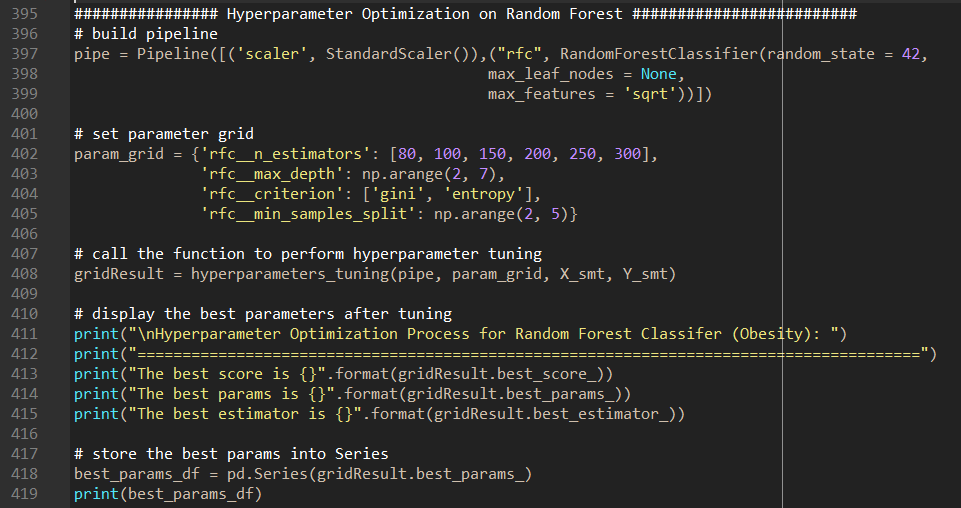 395 ################ Hyperparameter Optimization on Random Forest #########################
396 # build pipeline
397 pipe = Pipeline([('scaler', StandardScaler()),("rfc", RandomForestClassifier(random_state = 42,
398 max_leaf_nodes = None,
399 max_features = 'sqrt'))])
400
401 # set parameter grid
402 param_grid = {'rfc__n_estimators': [80, 100, 150, 200, 250, 300],
403 'rfc__max_depth': np.arange(2, 7),
404 'rfc__criterion': ['gini', 'entropy'],
405 'rfc__min_samples_split': np.arange(2, 5)}
406
407 # call the function to perform hyperparameter tuning
408 gridResult = hyperparameters_tuning(pipe, param_grid, X_smt, Y_smt)
409
410 # display the best parameters after tuning
411 print("\nHyperparameter Optimization Process for Random Forest Classifer (Obesity): ")
412 print("=======================================================================================")
413 print("The best score is {}".format(gridResult.best_score_))
414 print("The best params is {}".format(gridResult.best_params_))
415 print("The best estimator is {}".format(gridResult.best_estimator_))
416
417 # store the best params into Series
418 best_params_df = pd.Series(gridResult.best_params_)
419 print(best_params_df)